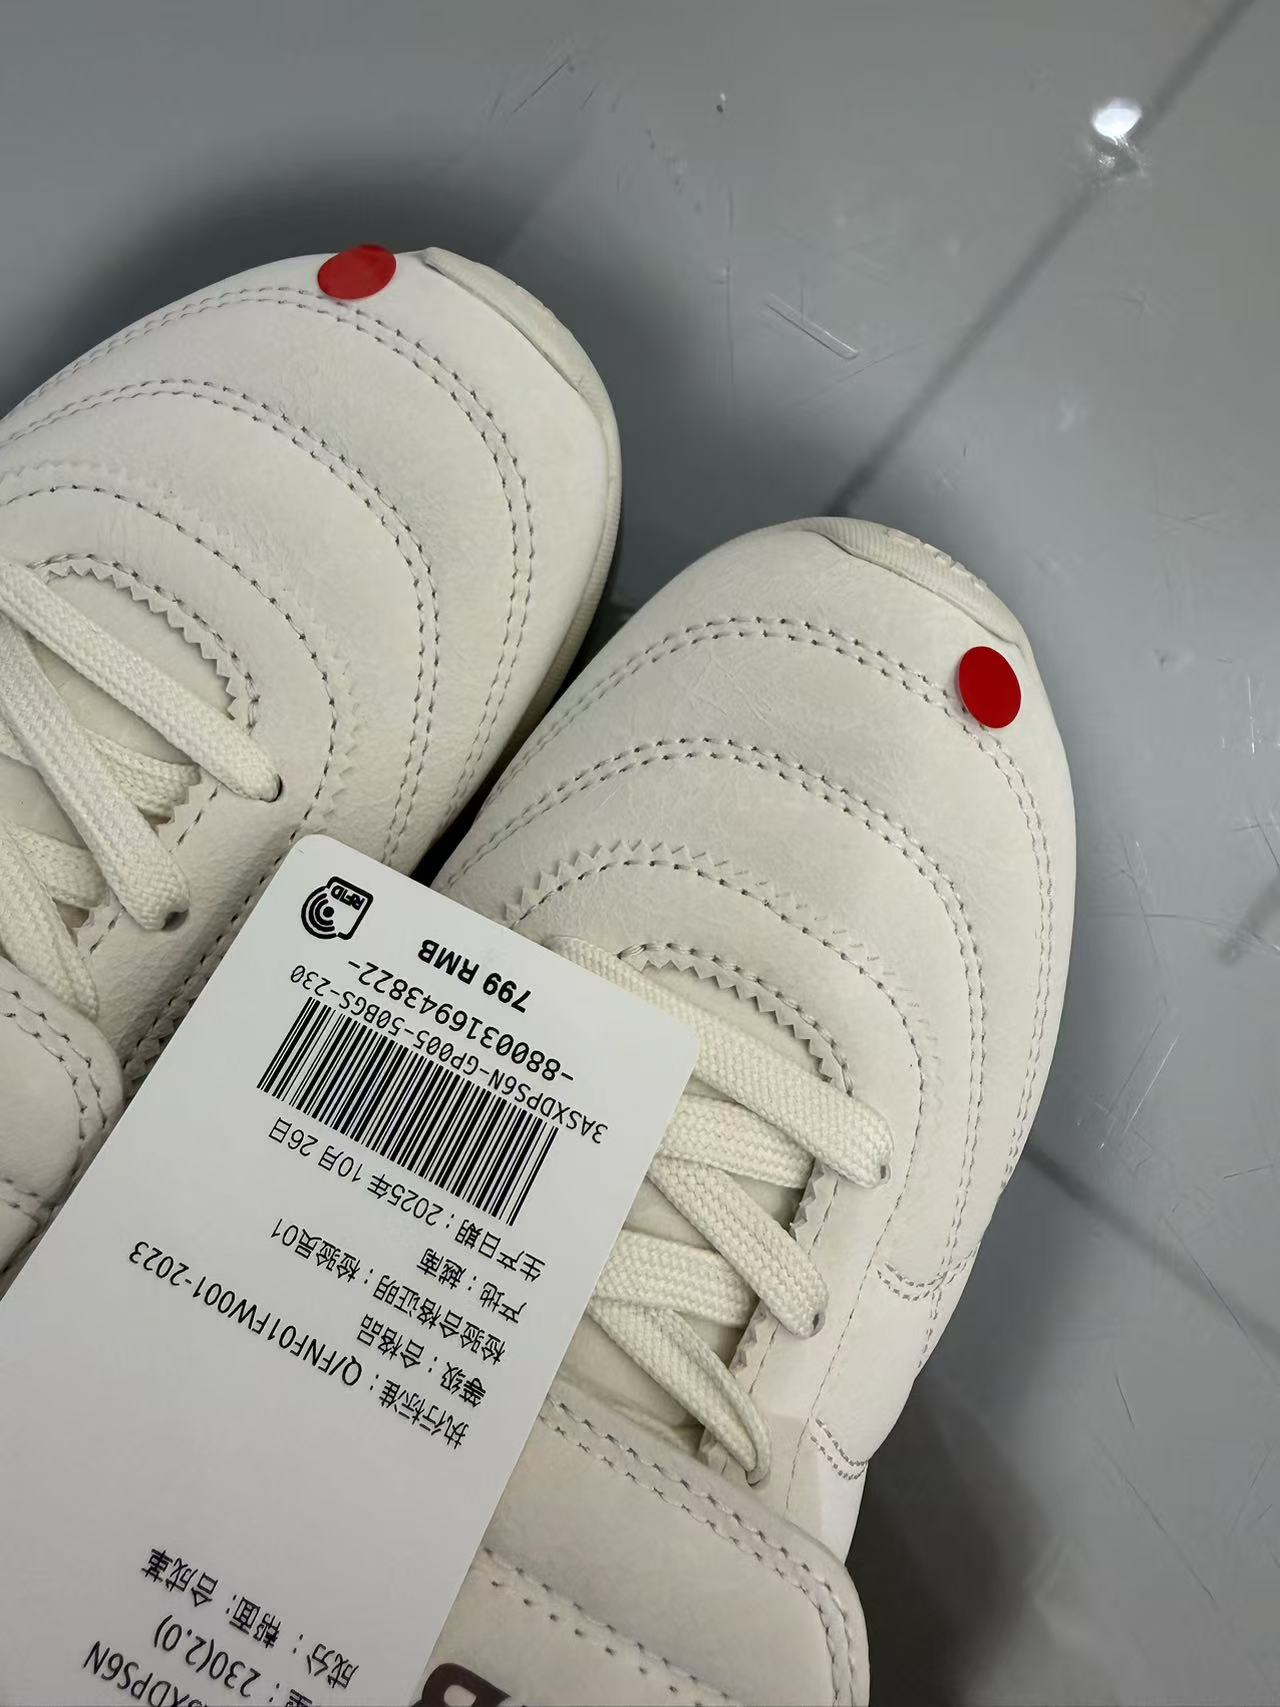 SXDPS6N
: 230(2.0)
成分：帮面: 合成革
执行标准：Q/FNF01FW001-2023
等级：合格品
检验合格证明：检验员01
产地：越南
生产日期：2025年 10月 26日
3ASXDPS6N-GP005-50BGS-230
-8800316943822-
799 RMB
RFID
B